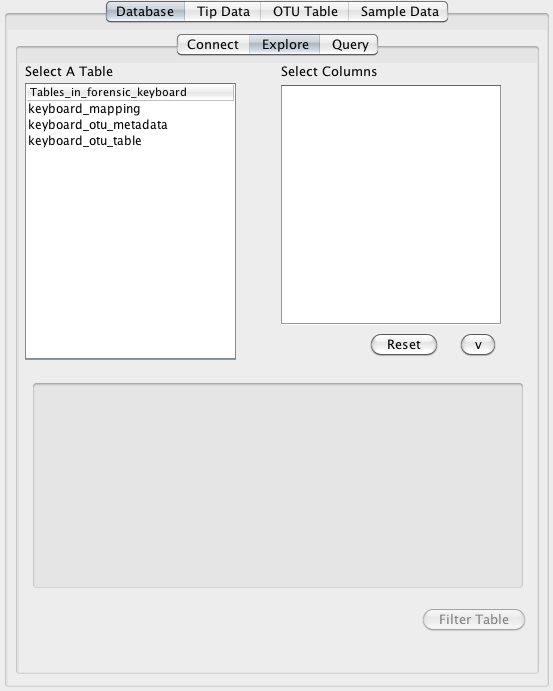 Database Tip Data OTU Table Sample Data
Connect Explore Query
Select A Table Select Columns
Tables_in_forensic_keyboard
keyboard_mapping
keyboard_otu_metadata
keyboard_otu_table
Reset v
Filter Table